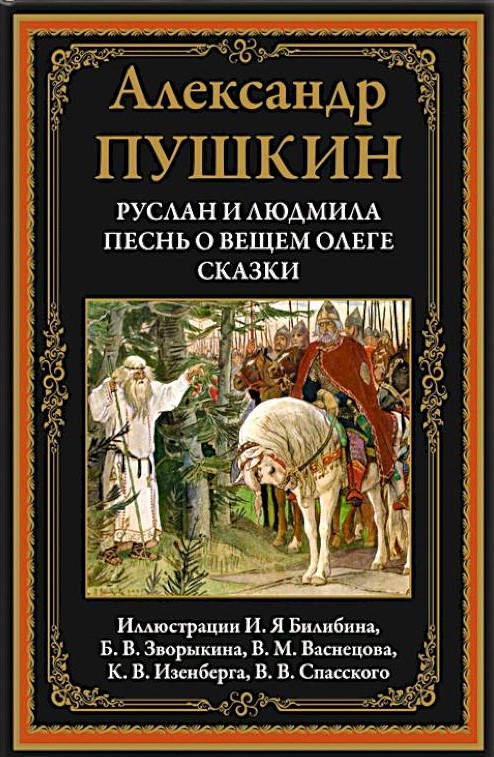 Александр
ПУШКИН
РУСЛАН И ЛЮДМИЛА
ПЕСНЬ О ВЕЩЕМ ОЛЕГЕ
СКАЗКИ
Иллюстрации И. Я Билибина,
Б. В. Зворыкина, В. М. Васнецова,
К. В. Изенберга, В. В. Спасского